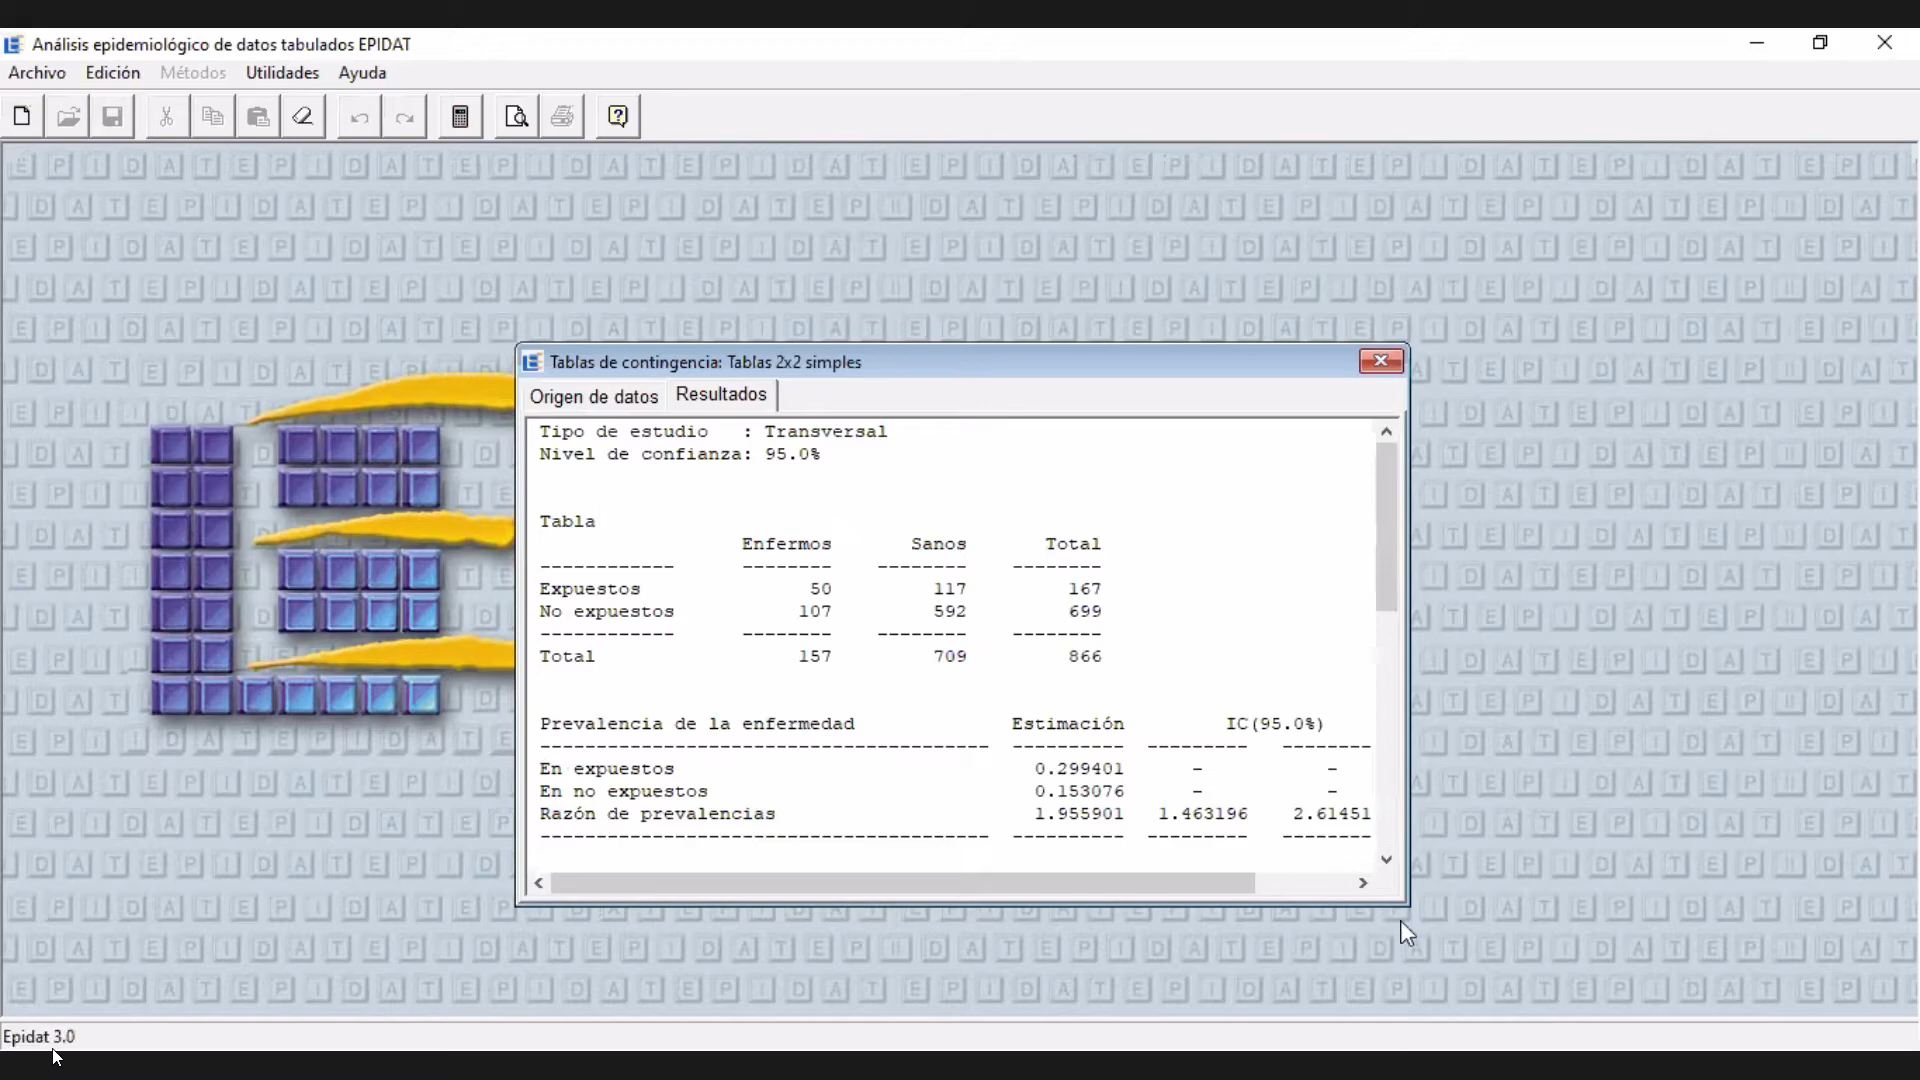 Análisis epidemiológico de datos tabulados EPIDAT
Archivo Edición Métodos Utilidades Ayuda
Tablas de contingencia: Tablas 2x2 simples
Origen de datos Resultados
Tipo de estudio : Transversal
Nivel de confianza: 95.0%
Tabla
Enfermos Sanos Total
------------ -------- -------- --------
Expuestos 50 117 167
No expuestos 107 592 699
------------ -------- -------- --------
Total 157 709 866
Prevalencia de la enfermedad Estimación IC(95.0%)
---------------------------------------- ---------- --------- --------
En expuestos 0.299401 - -
En no expuestos 0.153076 - -
Razón de prevalencias 1.955901 1.463196 2.61451
---------------------------------------- ---------- --------- --------
Epidat 3.0